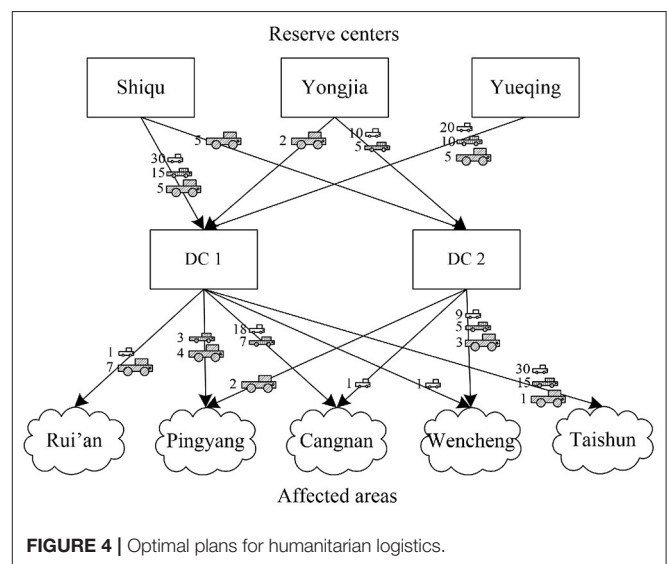 Reserve centers
Shiqu
Yongjia
Yueqing
5
2
10
5
20
10
5
30
15
5
DC 1
DC 2
1
7
3
4
18
7
2
1
1
9
5
3
30
15
1
Rui'an
Pingyang
Cangnan
Wencheng
Taishun
Affected areas
FIGURE 4 | Optimal plans for humanitarian logistics.